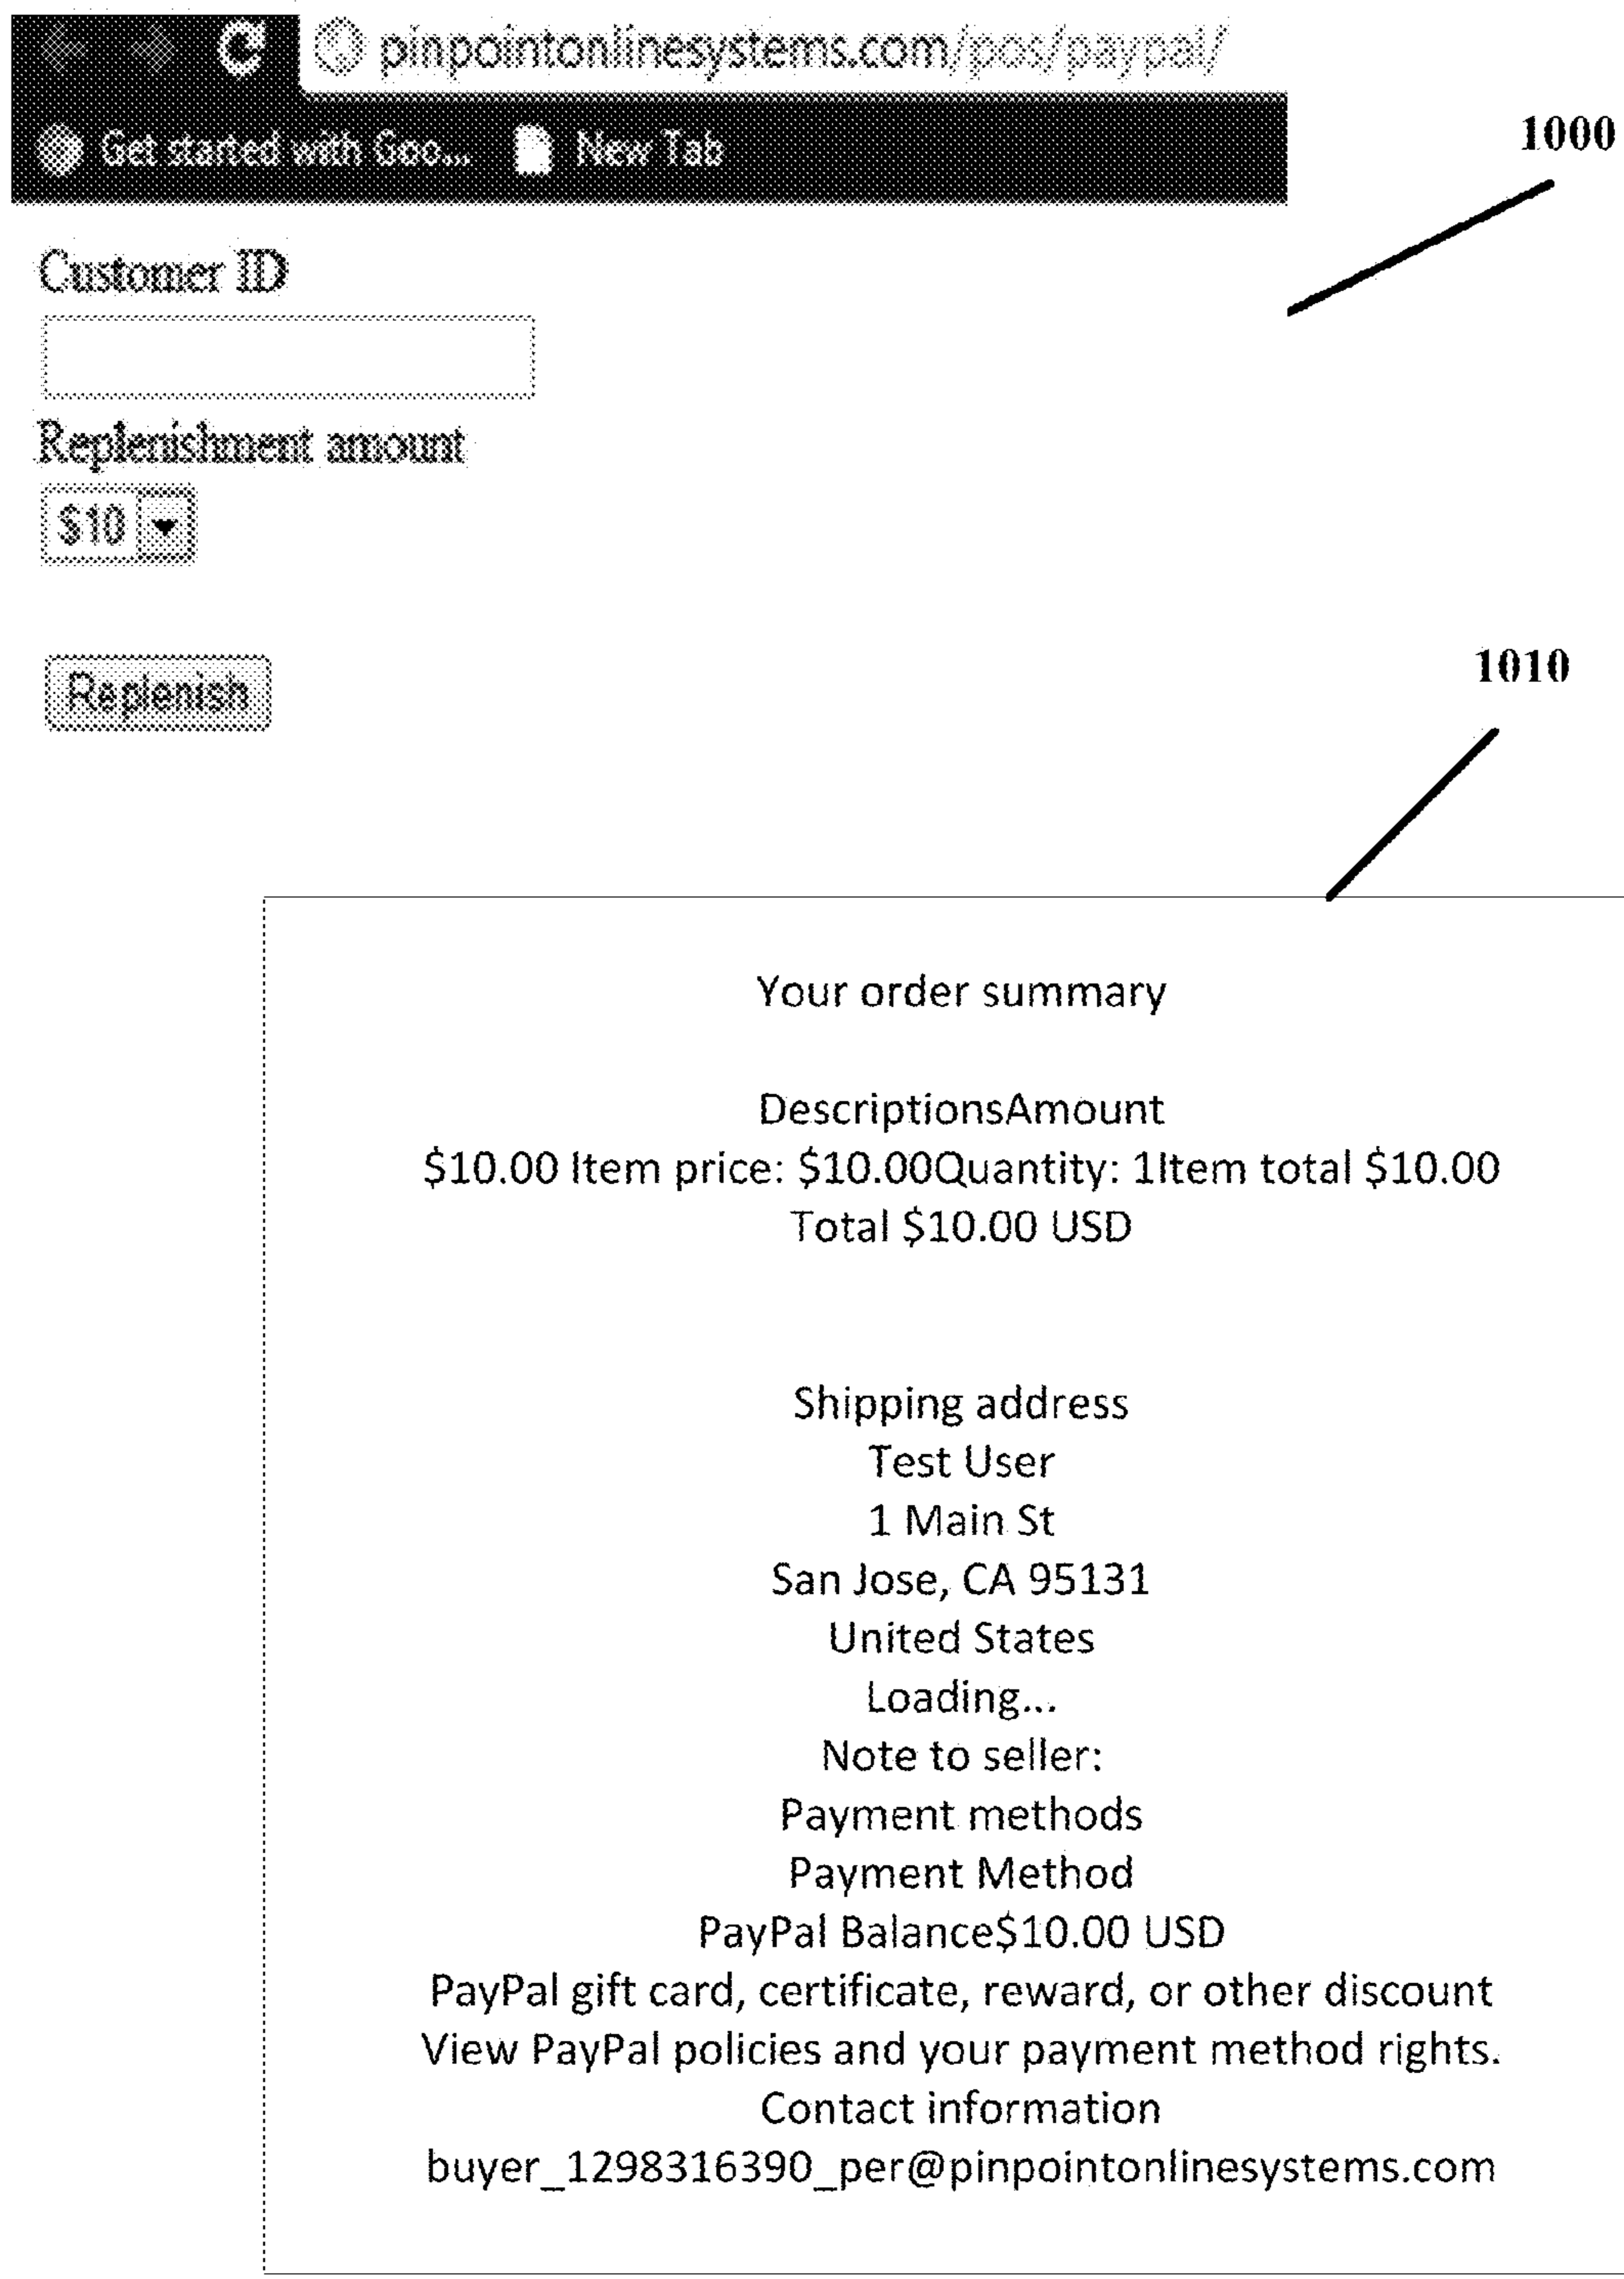 pinpointonlinesystems.com/pos/paypal/
Get started with Goo... New Tab
1000
Customer ID
Replenishment amount
$10
Replenish
1010
Your order summary
DescriptionsAmount
$10.00 Item price: $10.00Quantity: 1Item total $10.00
Total $10.00 USD
Shipping address
Test User
1 Main St
San Jose, CA 95131
United States
Loading...
Note to seller:
Payment methods
Payment Method
PayPal Balance$10.00 USD
PayPal gift card, certificate, reward, or other discount
View PayPal policies and your payment method rights.
Contact information
buyer_1298316390_per@pinpointonlinesystems.com